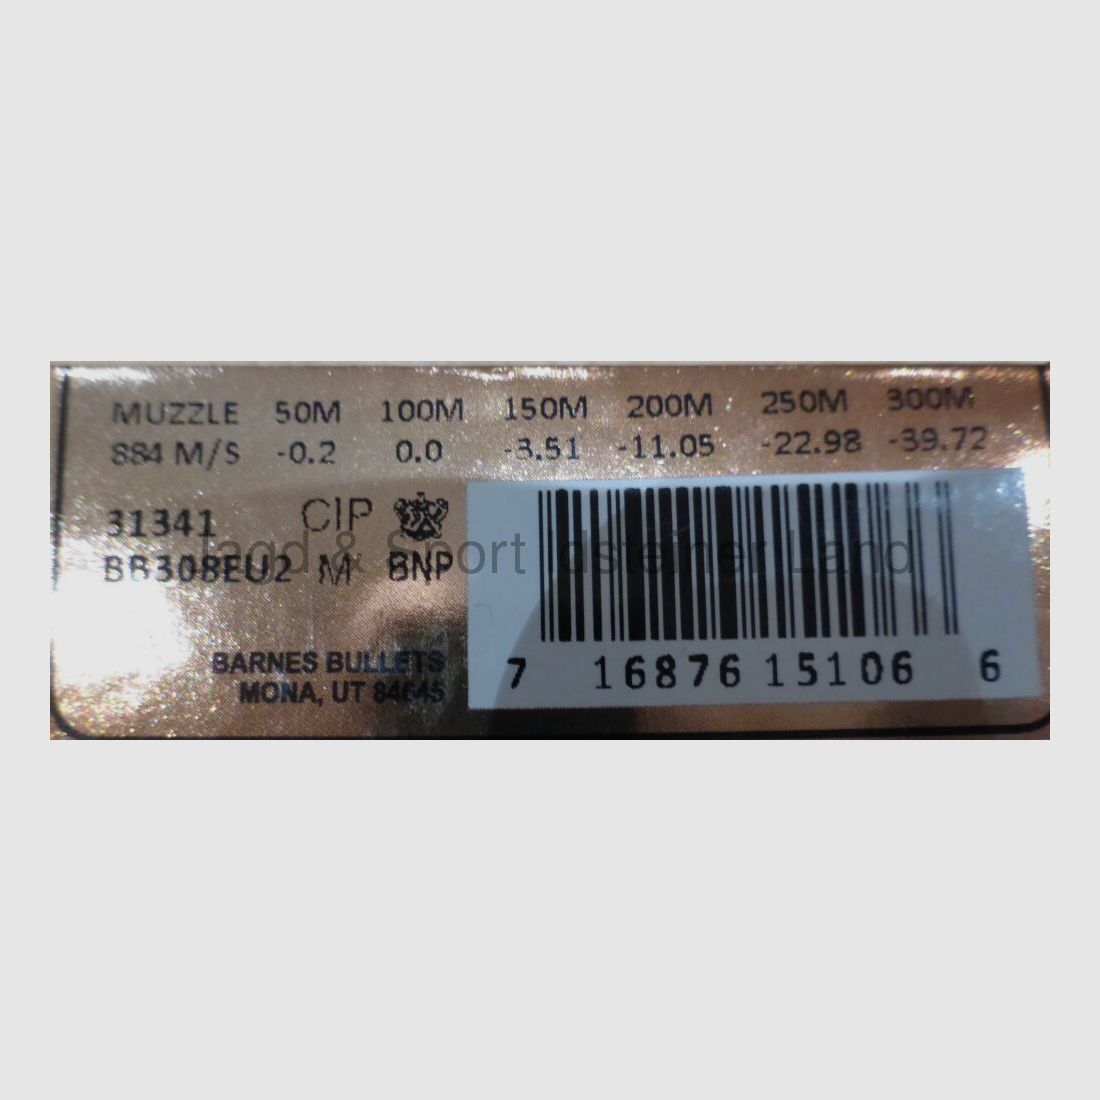 MUZZLE 50M 100M 150M 200M 250M 300M
884 M/S -0.2 0.0 -3.51 -11.05 -22.98 -39.72
31341 CIP
BB308EU2 M BNP
Jagd & Sport Idsteiner Land
BARNES BULLETS
MONA, UT 84645
7 16876 15106 6